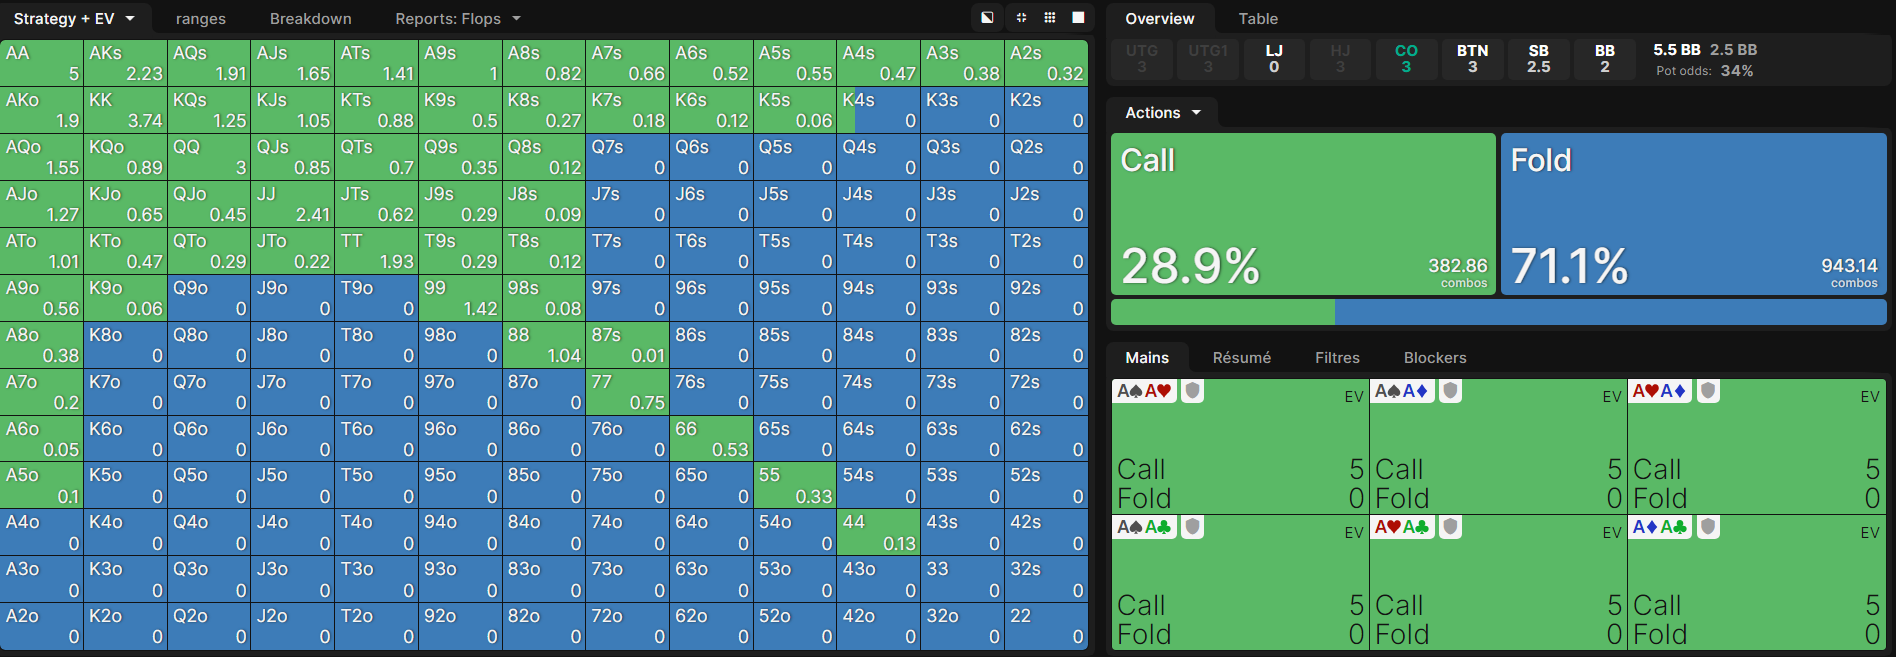 Strategy + EV ranges Breakdown Reports: Flops
AA AKs AQs AJs ATs A9s A8s A7s A6s A5s A4s A3s A2s
5 2.23 1.91 1.65 1.41 1 0.82 0.66 0.52 0.55 0.47 0.38 0.32
AKo KK KQs KJs KTs K9s K8s K7s K6s K5s K4s K3s K2s
1.9 3.74 1.25 1.05 0.88 0.5 0.27 0.18 0.12 0.06 0 0 0
AQo KQo QQ QJs QTs Q9s Q8s Q7s Q6s Q5s Q4s Q3s Q2s
1.55 0.89 3 0.85 0.7 0.35 0.12 0 0 0 0 0 0
AJo KJo QJo JJ JTs J9s J8s J7s J6s J5s J4s J3s J2s
1.27 0.65 0.45 2.41 0.62 0.29 0.09 0 0 0 0 0 0
ATo KTo QTo JTo TT T9s T8s T7s T6s T5s T4s T3s T2s
1.01 0.47 0.29 0.22 1.93 0.29 0.12 0 0 0 0 0 0
A9o K9o Q9o J9o T9o 99 98s 97s 96s 95s 94s 93s 92s
0.56 0.06 0 0 0 1.42 0.08 0 0 0 0 0 0
A8o K8o Q8o J8o T8o 98o 88 87s 86s 85s 84s 83s 82s
0.38 0 0 0 0 0 1.04 0.01 0 0 0 0 0
A7o K7o Q7o J7o T7o 97o 87o 77 76s 75s 74s 73s 72s
0.2 0 0 0 0 0 0 0.75 0 0 0 0 0
A6o K6o Q6o J6o T6o 96o 86o 76o 66 65s 64s 63s 62s
0.05 0 0 0 0 0 0 0 0.53 0 0 0 0
A5o K5o Q5o J5o T5o 95o 85o 75o 65o 55 54s 53s 52s
0.1 0 0 0 0 0 0 0 0 0.33 0 0 0
A4o K4o Q4o J4o T4o 94o 84o 74o 64o 54o 44 43s 42s
0 0 0 0 0 0 0 0 0 0 0.13 0 0
A3o K3o Q3o J3o T3o 93o 83o 73o 63o 53o 43o 33 32s
0 0 0 0 0 0 0 0 0 0 0 0 0
A2o K2o Q2o J2o T2o 92o 82o 72o 62o 52o 42o 32o 22
0 0 0 0 0 0 0 0 0 0 0 0 0
Overview Table
UTG UTG1 LJ HJ CO BTN SB BB 5.5 BB 2.5 BB
3 3 0 3 3 3 2.5 2 Pot odds: 34%
Actions
Call Fold
28.9% 382.86 combos 71.1% 943.14 combos
Mains Résumé Filtres Blockers
A♠A♥ EV A♠A♦ EV A♥A♦ EV
Call 5 Call 5 Call 5
Fold 0 Fold 0 Fold 0
A♠A♣ EV A♥A♣ EV A♦A♣ EV
Call 5 Call 5 Call 5
Fold 0 Fold 0 Fold 0